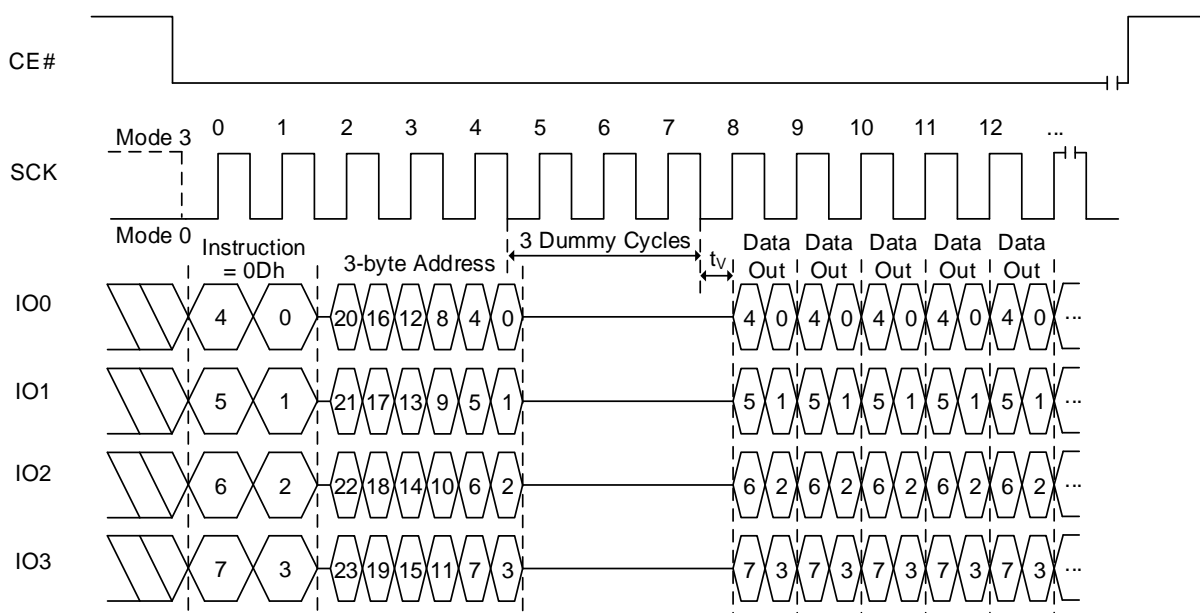 CE#
0 1 2 3 4 5 6 7 8 9 10 11 12 ...
Mode 3
SCK
Mode 0
Instruction
= 0Dh
3-byte Address
3 Dummy Cycles
tV
Data Data Data Data Data
Out Out Out Out Out
IO0 4 0 20 16 12 8 4 0 4 0 4 0 4 0 4 0 4 0 ...
IO1 5 1 21 17 13 9 5 1 5 1 5 1 5 1 5 1 5 1 ...
IO2 6 2 22 18 14 10 6 2 6 2 6 2 6 2 6 2 6 2 ...
IO3 7 3 23 19 15 11 7 3 7 3 7 3 7 3 7 3 7 3 ...